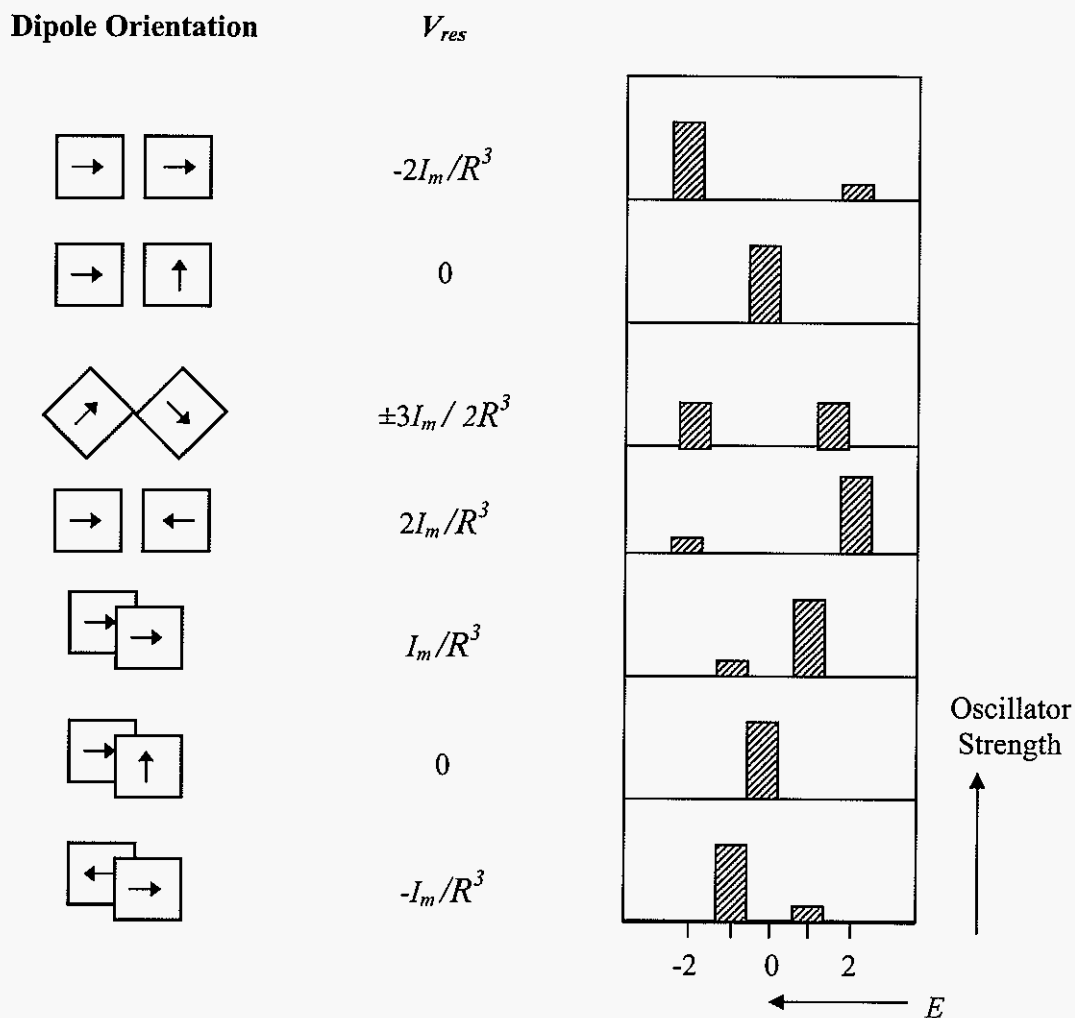 Dipole Orientation V_res
-2I_m/R^3
0
±3I_m / 2R^3
2I_m/R^3
I_m/R^3
Oscillator
Strength
0
-I_m/R^3
-2 0 2
E